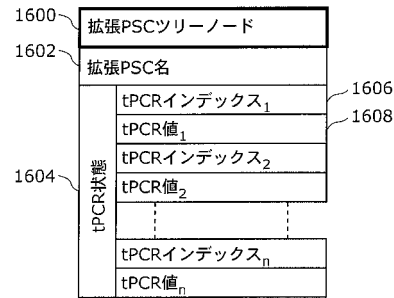 1600
拡張PSCツリーノード
1602
拡張PSC名
1604
tPCR状態
tPCRインデックス1
1606
tPCR値1
1608
tPCRインデックス2
tPCR値2
tPCRインデックスn
tPCR値n